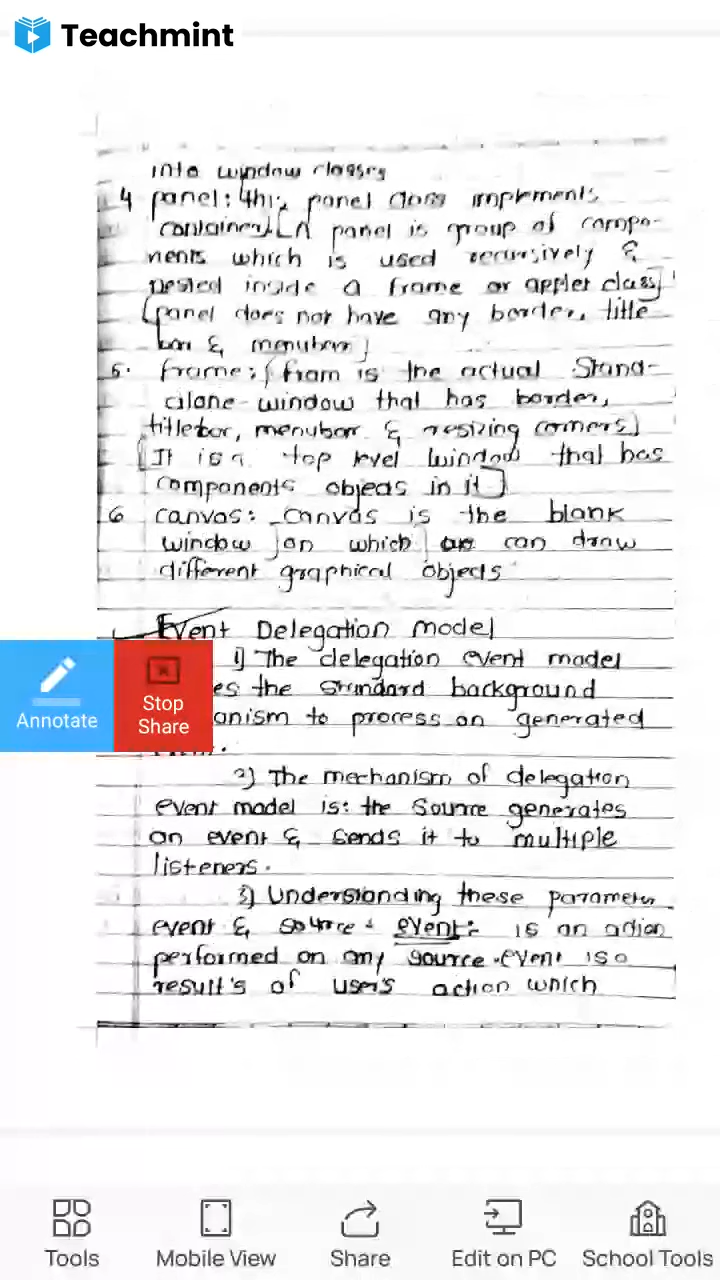 Teachmint
into window classes
4 panel: this panel class implements
container. [A panel is group of compo-
nents which is used recursively &
nested inside a frame or applet class]
[panel does not have any border, title
bar & menubar]
5. frame: [fram is the actual Stand-
alone window that has border,
titlebar, menubar & resizing corners]
[It is a top level window that has
components objects in it]
6 canvas: canvas is the blank
window on which can draw
different graphical objects
Event Delegation model
1) The delegation event model
es the standard background
anism to process an generated
2) The mechanism of delegation
event model is: the Source generates
an event & sends it to multiple
listeners.
3) Understanding these parameter
event & source: event: is an action
performed on any source. Event is a
result's of user's action which
Annotate
Stop
Share
Tools
Mobile View
Share
Edit on PC
School Tools